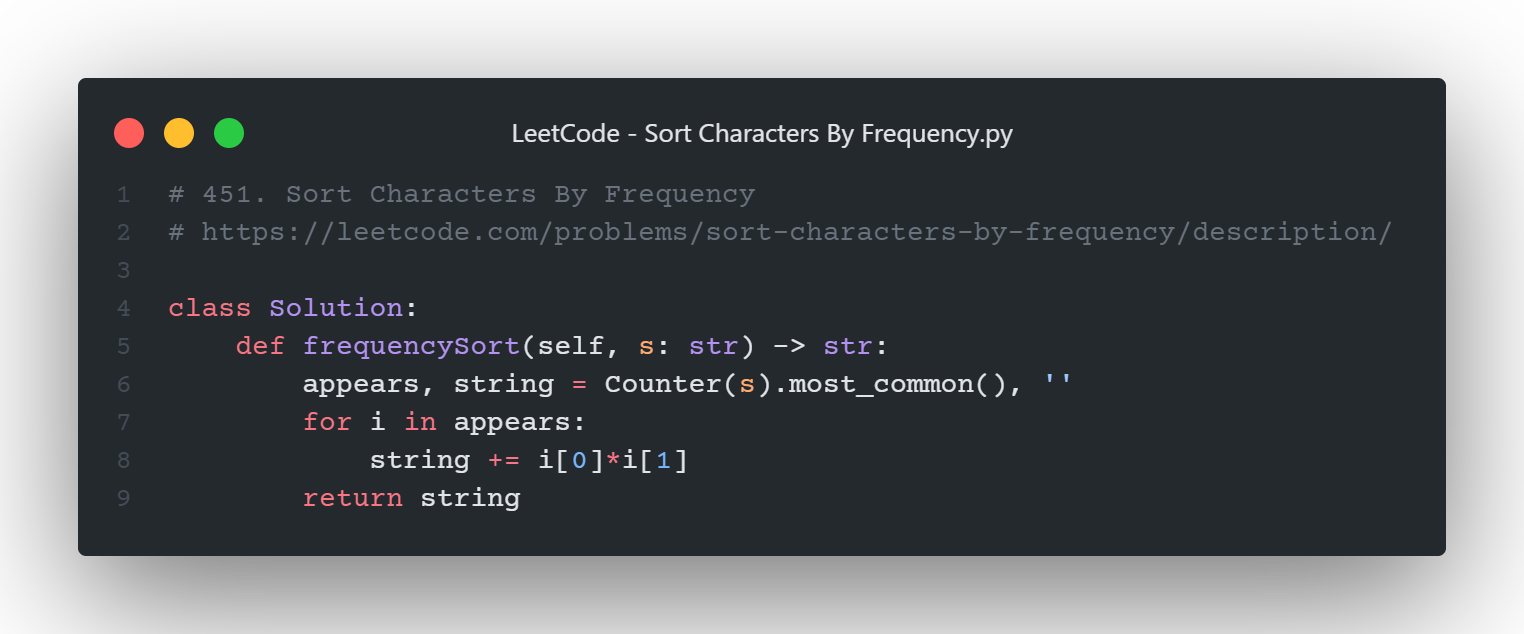 LeetCode - Sort Characters By Frequency.py
1 # 451. Sort Characters By Frequency
2 # https://leetcode.com/problems/sort-characters-by-frequency/description/
3
4 class Solution:
5     def frequencySort(self, s: str) -> str:
6         appears, string = Counter(s).most_common(), ''
7         for i in appears:
8             string += i[0]*i[1]
9         return string